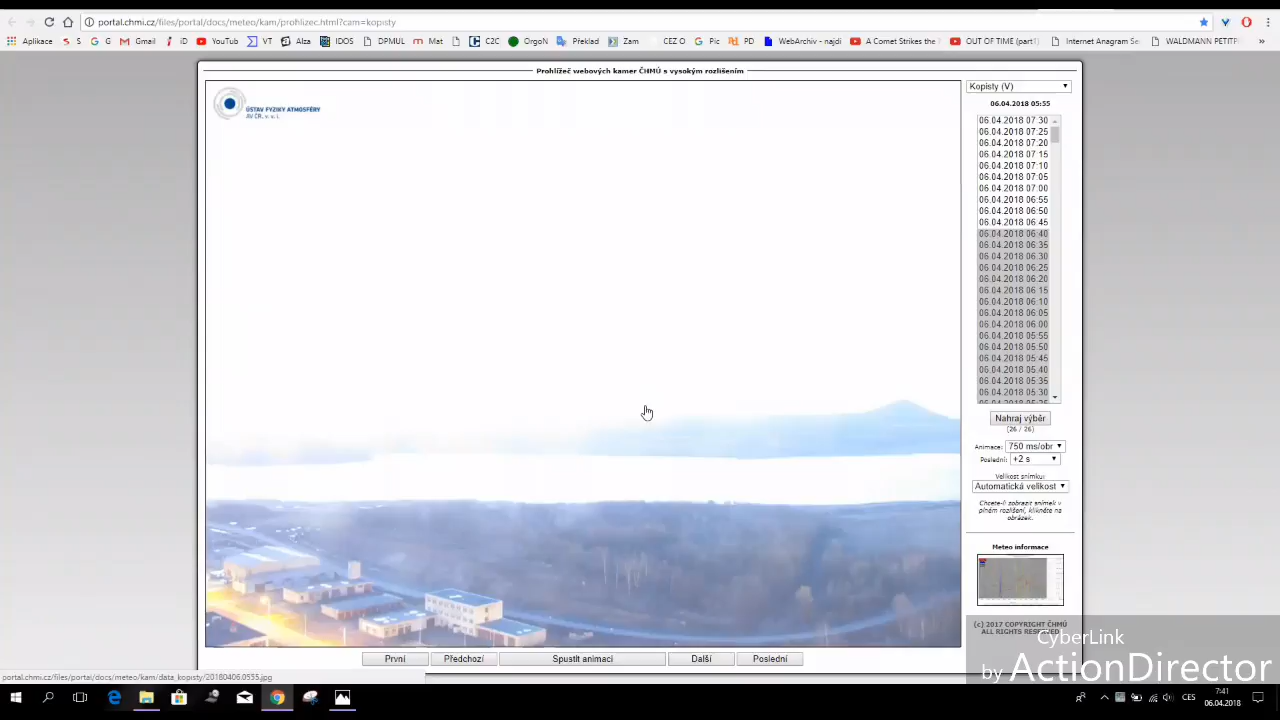 portal.chmi.cz/files/portal/docs/meteo/kam/prohlizec.html?cam=kopisty
Aplikace S S G G M Gmail iD YouTube VT Alza IDOS DPMUL Mat C2C OrgoN Překlad Zam CEZ O Pic PD WebArchiv - najdi A Comet Strikes the OUT OF TIME (part1) Internet Anagram Se WALDMANN PETIT »
Prohlížeč webových kamer ČHMÚ s vysokým rozlišením
ÚSTAV FYZIKY ATMOSFÉRY
AV ČR, v. v. i.
Kopisty (V)
06.04.2018 05:55
06.04.2018 07:30
06.04.2018 07:25
06.04.2018 07:20
06.04.2018 07:15
06.04.2018 07:10
06.04.2018 07:05
06.04.2018 07:00
06.04.2018 06:55
06.04.2018 06:50
06.04.2018 06:45
06.04.2018 06:40
06.04.2018 06:35
06.04.2018 06:30
06.04.2018 06:25
06.04.2018 06:20
06.04.2018 06:15
06.04.2018 06:10
06.04.2018 06:05
06.04.2018 06:00
06.04.2018 05:55
06.04.2018 05:50
06.04.2018 05:45
06.04.2018 05:40
06.04.2018 05:35
06.04.2018 05:30
06.04.2018 05:25
Nahraj výběr
(26 / 26)
Animace: 750 ms/obr
Poslední: +2 s
Velikost snímku:
Automatická velikost
Chcete-li zobrazit snímek v
plném rozlišení, klikněte na
obrázek.
Meteo informace
(c) 2017 COPYRIGHT ČHMÚ
ALL RIGHTS RESERVED
První Předchozí Spustit animaci Další Poslední
CyberLink
by ActionDirector
portal.chmi.cz/files/portal/docs/meteo/kam/data_kopisty/20180406.0555.jpg
CES
7:41
06.04.2018